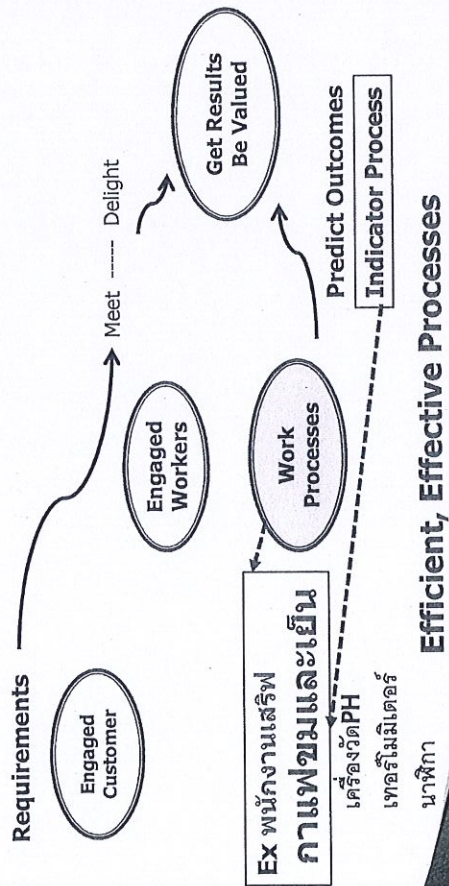 Requirements
Engaged
Customer
Meet ----- Delight
Engaged
Workers
Get Results
Be Valued
Work
Processes
Predict Outcomes
Indicator Process
Ex พนักงานเสริฟ
กาแฟขมและเย็น
เครื่องวัดPH
เทอร์โมมิเตอร์
นาฬิกา
Efficient, Effective Processes